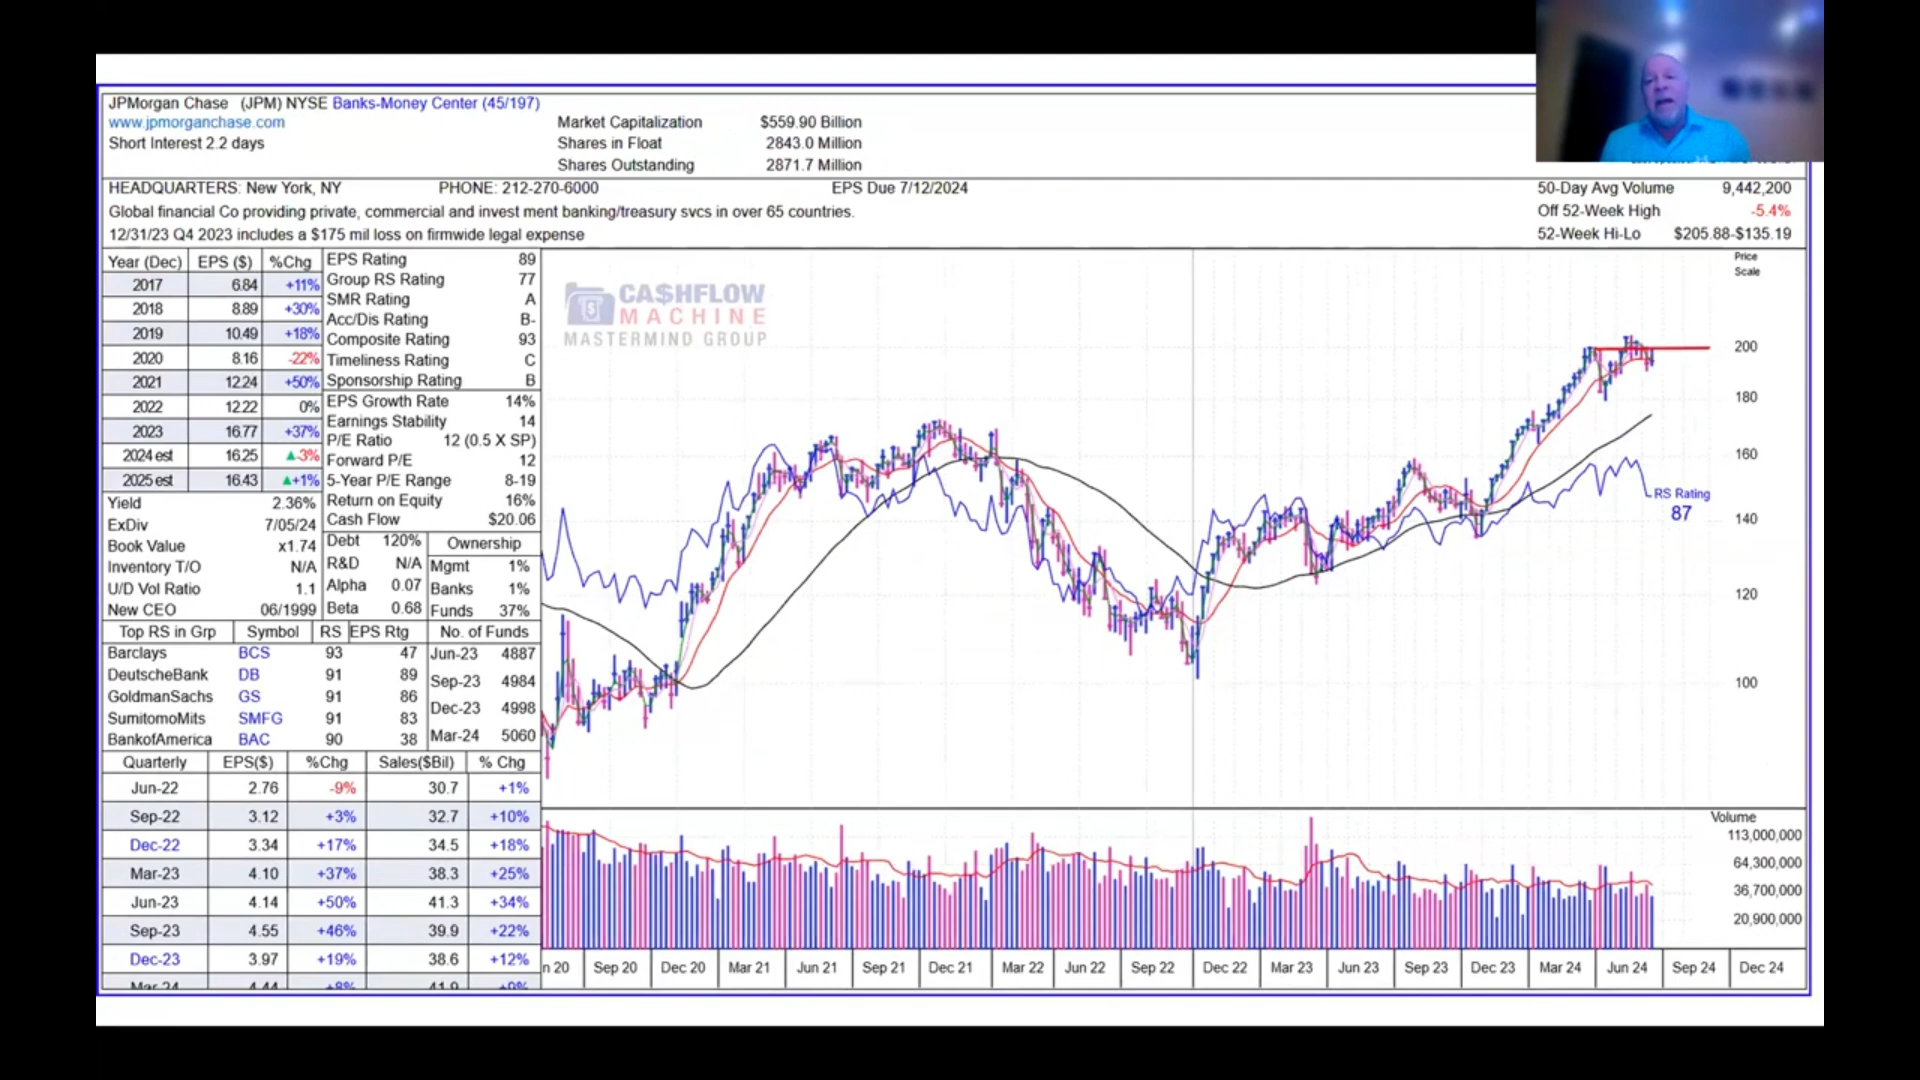 JPMorgan Chase (JPM) NYSE Banks-Money Center (45/197)
www.jpmorganchase.com
Short Interest 2.2 days
Market Capitalization $559.90 Billion
Shares in Float 2843.0 Million
Shares Outstanding 2871.7 Million
HEADQUARTERS: New York, NY PHONE: 212-270-6000 EPS Due 7/12/2024
Global financial Co providing private, commercial and invest ment banking/treasury svcs in over 65 countries.
12/31/23 Q4 2023 includes a $175 mil loss on firmwide legal expense
50-Day Avg Volume 9,442,200
Off 52-Week High -5.4%
52-Week Hi-Lo $205.88-$135.19
Year (Dec) EPS ($) %Chg
2017 6.84 +11%
2018 8.89 +30%
2019 10.49 +18%
2020 8.16 -22%
2021 12.24 +50%
2022 12.22 0%
2023 16.77 +37%
2024 est 16.25 ▲-3%
2025 est 16.43 ▲+1%
EPS Rating 89
Group RS Rating 77
SMR Rating A
Acc/Dis Rating B-
Composite Rating 93
Timeliness Rating C
Sponsorship Rating B
EPS Growth Rate 14%
Earnings Stability 14
P/E Ratio 12 (0.5 X SP)
Forward P/E 12
5-Year P/E Range 8-19
Return on Equity 16%
Cash Flow $20.06
Yield 2.36%
ExDiv 7/05/24
Book Value x1.74
Inventory T/O N/A
U/D Vol Ratio 1.1
New CEO 06/1999
Debt 120%
R&D N/A
Alpha 0.07
Beta 0.68
Ownership
Mgmt 1%
Banks 1%
Funds 37%
Top RS in Grp Symbol RS EPS Rtg
Barclays BCS 93 47
DeutscheBank DB 91 89
GoldmanSachs GS 91 86
SumitomoMits SMFG 91 83
BankofAmerica BAC 90 38
No. of Funds
Jun-23 4887
Sep-23 4984
Dec-23 4998
Mar-24 5060
Quarterly EPS($) %Chg Sales($Bil) % Chg
Jun-22 2.76 -9% 30.7 +1%
Sep-22 3.12 +3% 32.7 +10%
Dec-22 3.34 +17% 34.5 +18%
Mar-23 4.10 +37% 38.3 +25%
Jun-23 4.14 +50% 41.3 +34%
Sep-23 4.55 +46% 39.9 +22%
Dec-23 3.97 +19% 38.6 +12%
Mar-24 4.44 +8% 41.9 +9%
CA$HFLOW
MACHINE
MASTERMIND GROUP
Price
Scale
200
180
160
RS Rating
87
140
120
100
Volume
113,000,000
64,300,000
36,700,000
20,900,000
n 20 Sep 20 Dec 20 Mar 21 Jun 21 Sep 21 Dec 21 Mar 22 Jun 22 Sep 22 Dec 22 Mar 23 Jun 23 Sep 23 Dec 23 Mar 24 Jun 24 Sep 24 Dec 24